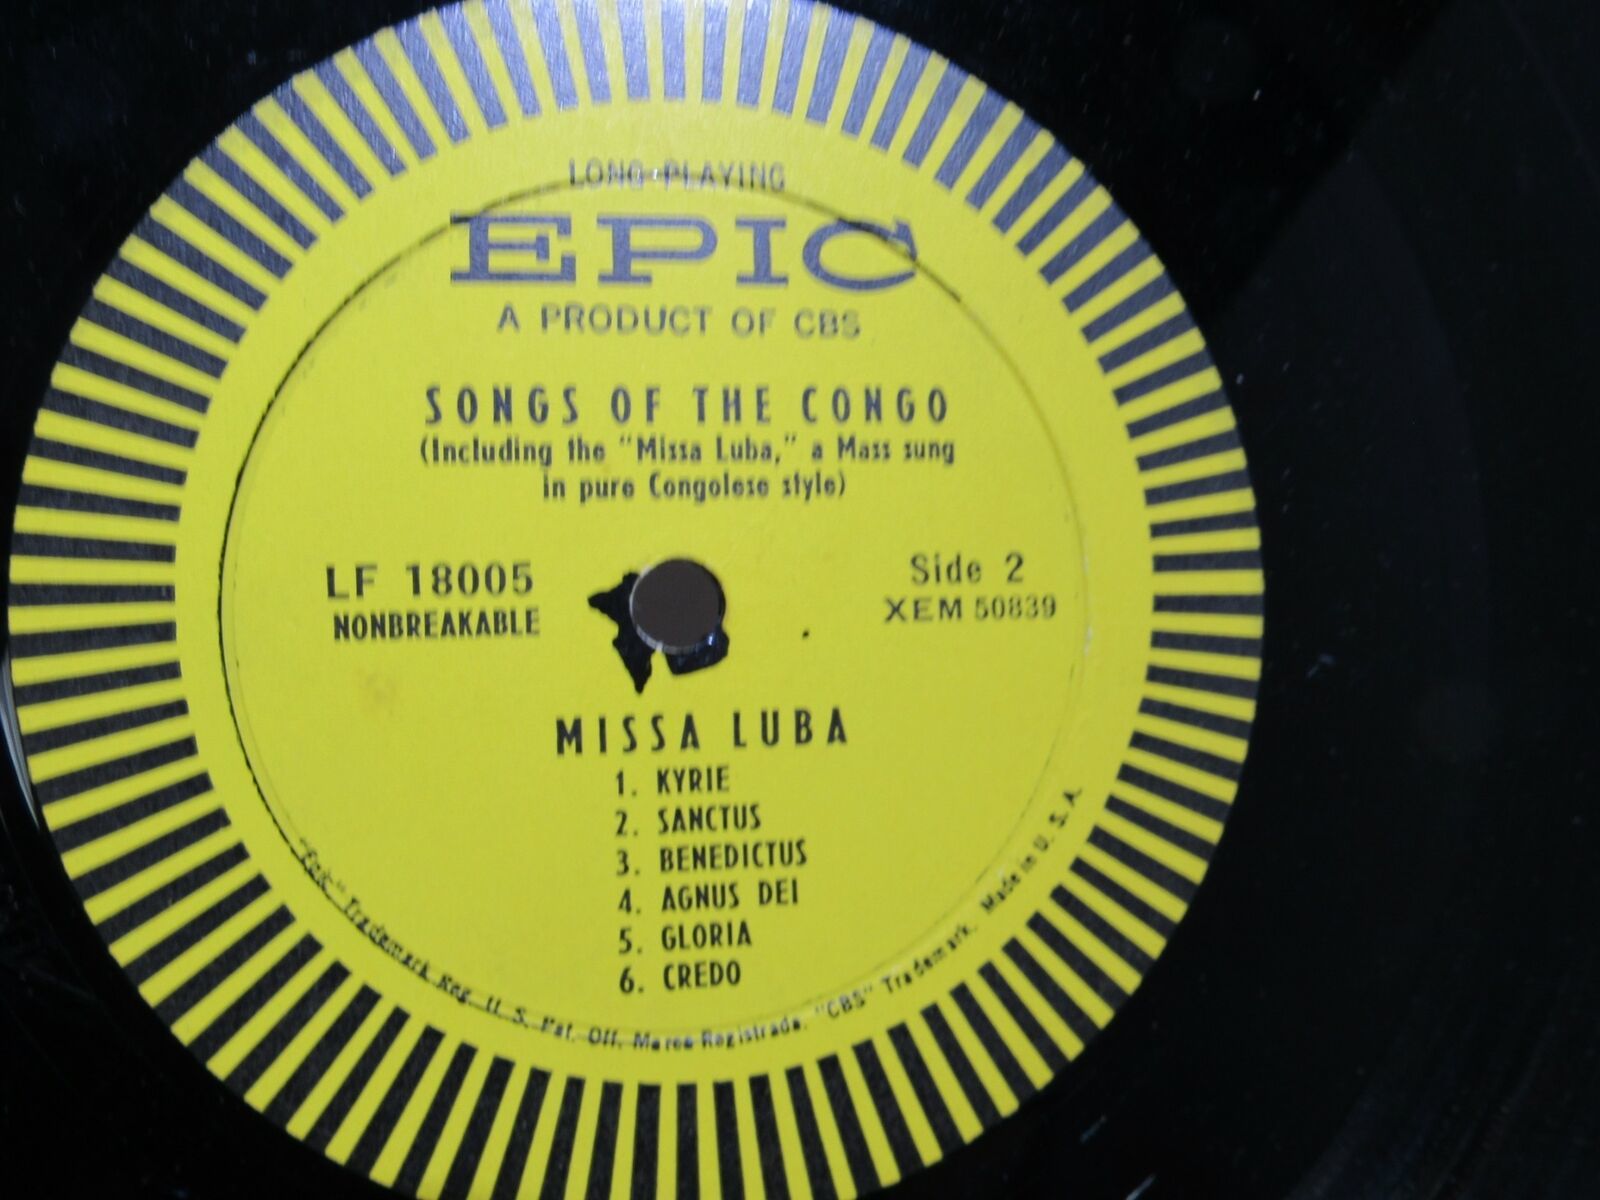 LONG PLAYING
EPIC
A PRODUCT OF CBS
SONGS OF THE CONGO
(Including the "Missa Luba," a Mass sung
in pure Congolese style)
LF 18005
NONBREAKABLE
Side 2
XEM 50839
MISSA LUBA
1. KYRIE
2. SANCTUS
3. BENEDICTUS
4. AGNUS DEI
5. GLORIA
6. CREDO
"Epic" Trademark Reg. U. S. Pat. Off. Marca Registrada. "CBS" Trademark. Made in U. S. A.